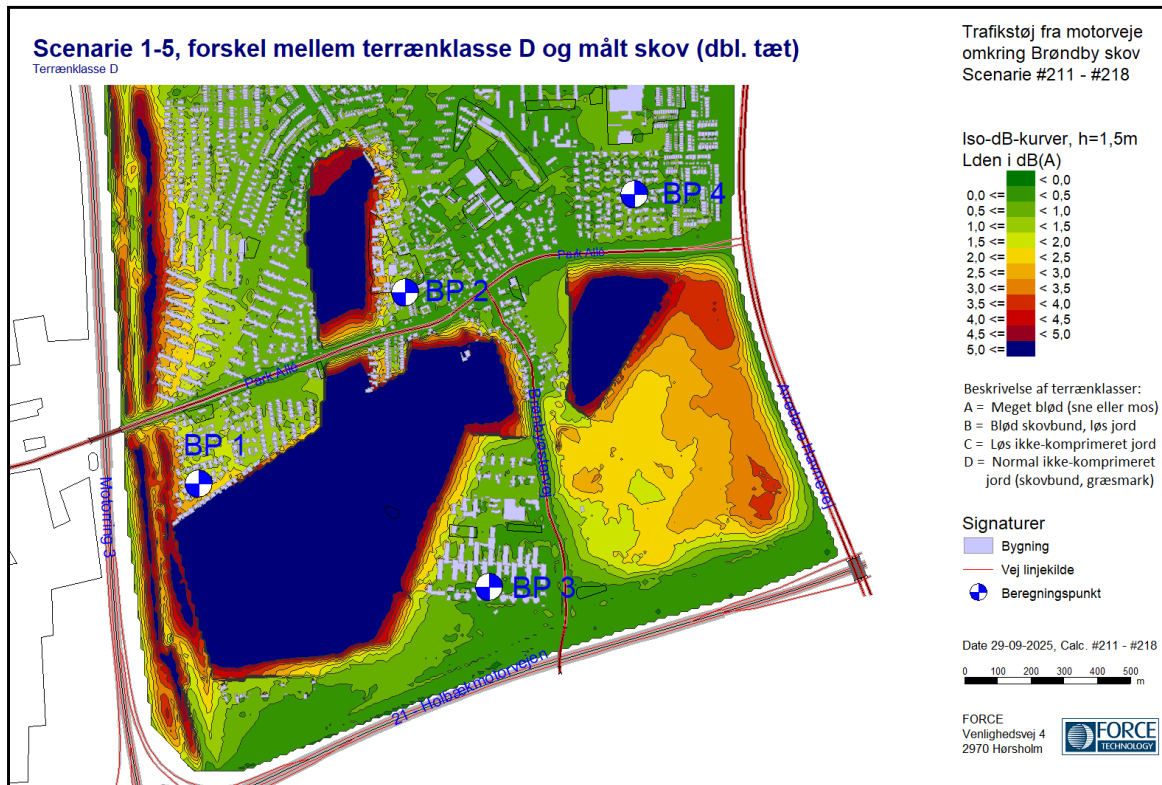 Scenarie 1-5, forskel mellem terrænklasse D og målt skov (dbl. tæt)
Terrænklasse D
Trafikstøj fra motorveje
omkring Brøndby skov
Scenarie #211 - #218
Iso-dB-kurver, h=1,5m
Lden i dB(A)
< 0,0
0,0 <= < 0,5
0,5 <= < 1,0
1,0 <= < 1,5
1,5 <= < 2,0
2,0 <= < 2,5
2,5 <= < 3,0
3,0 <= < 3,5
3,5 <= < 4,0
4,0 <= < 4,5
4,5 <= < 5,0
5,0 <=
Beskrivelse af terrænklasser:
A = Meget blød (sne eller mos)
B = Blød skovbund, løs jord
C = Løs ikke-komprimeret jord
D = Normal ikke-komprimeret
jord (skovbund, græsmark)
Signaturer
Bygning
Vej linjekilde
Beregningspunkt
Date 29-09-2025, Calc. #211 - #218
0 100 200 300 400 500
m
FORCE
Venlighedsvej 4
2970 Hørsholm
FORCE
TECHNOLOGY
BP 4
Park Allé
BP 2
Park Allé
BP 1
Brøndbyøstervej
Avedøre Havnevej
Motorring 3
BP 3
21 - Holbækmotorvejen